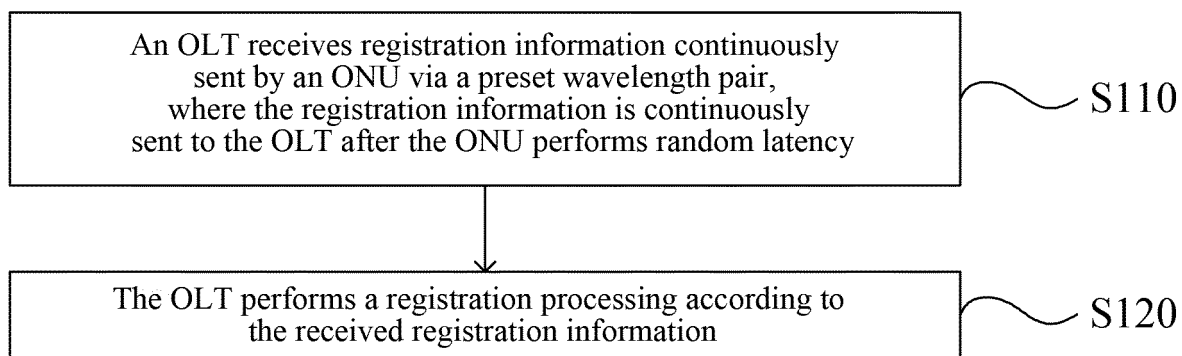 An OLT receives registration information continuously
sent by an ONU via a preset wavelength pair,
where the registration information is continuously
sent to the OLT after the ONU performs random latency
S110
The OLT performs a registration processing according to
the received registration information
S120